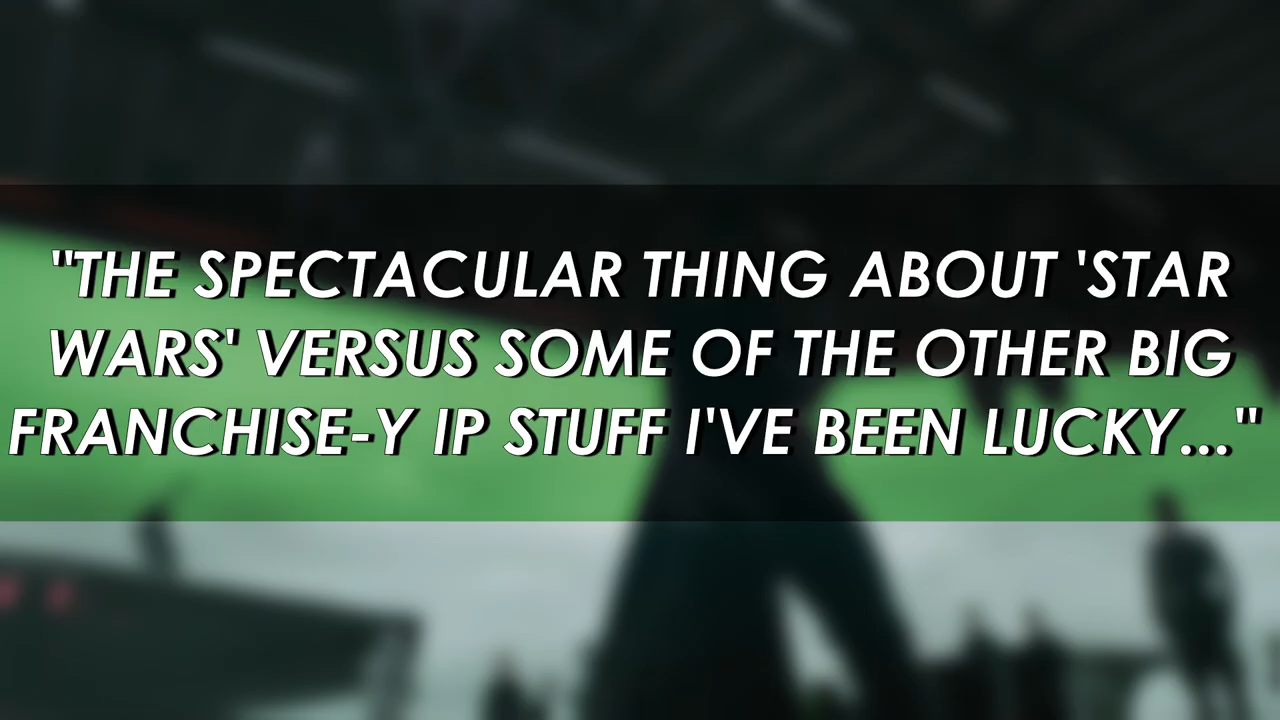 "THE SPECTACULAR THING ABOUT 'STAR
WARS' VERSUS SOME OF THE OTHER BIG
FRANCHISE-Y IP STUFF I'VE BEEN LUCKY..."